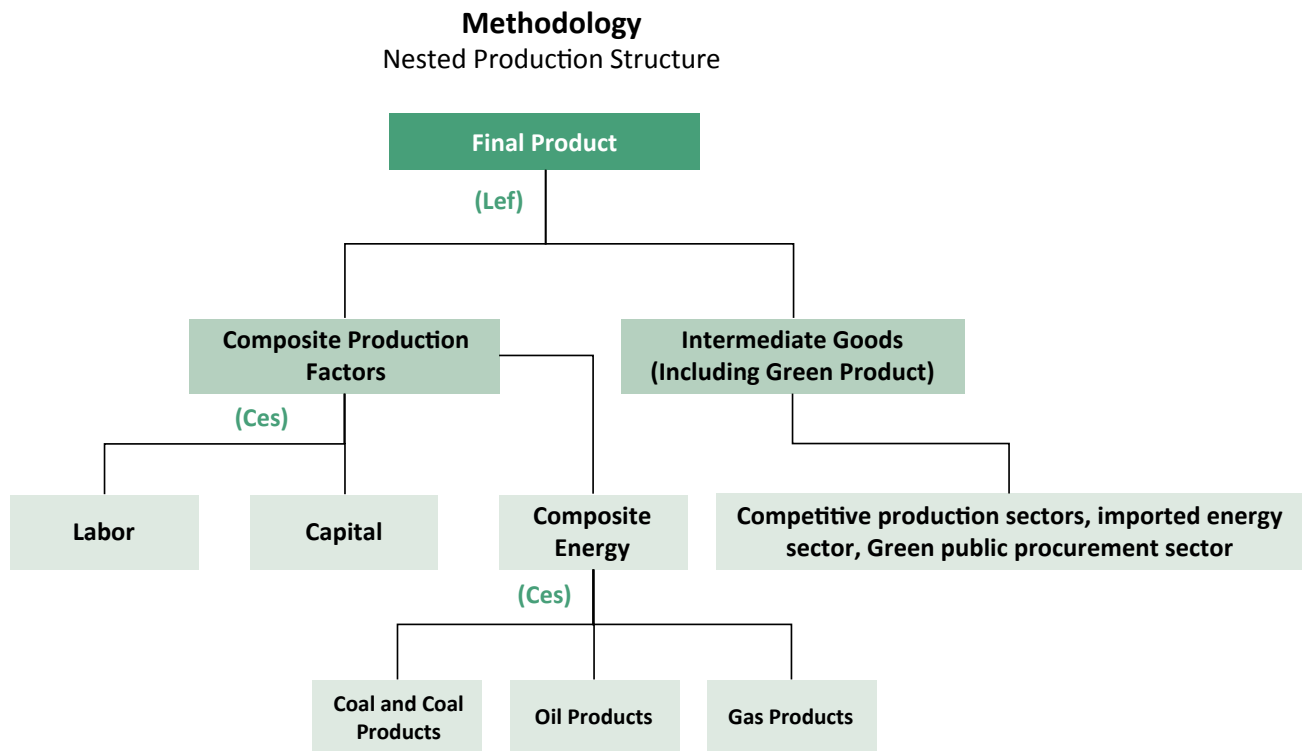 Methodology
Nested Production Structure
Final Product
(Lef)
Composite Production
Factors
Intermediate Goods
(Including Green Product)
(Ces)
Labor
Capital
Composite
Energy
Competitive production sectors, imported energy
sector, Green public procurement sector
(Ces)
Coal and Coal
Products
Oil Products
Gas Products